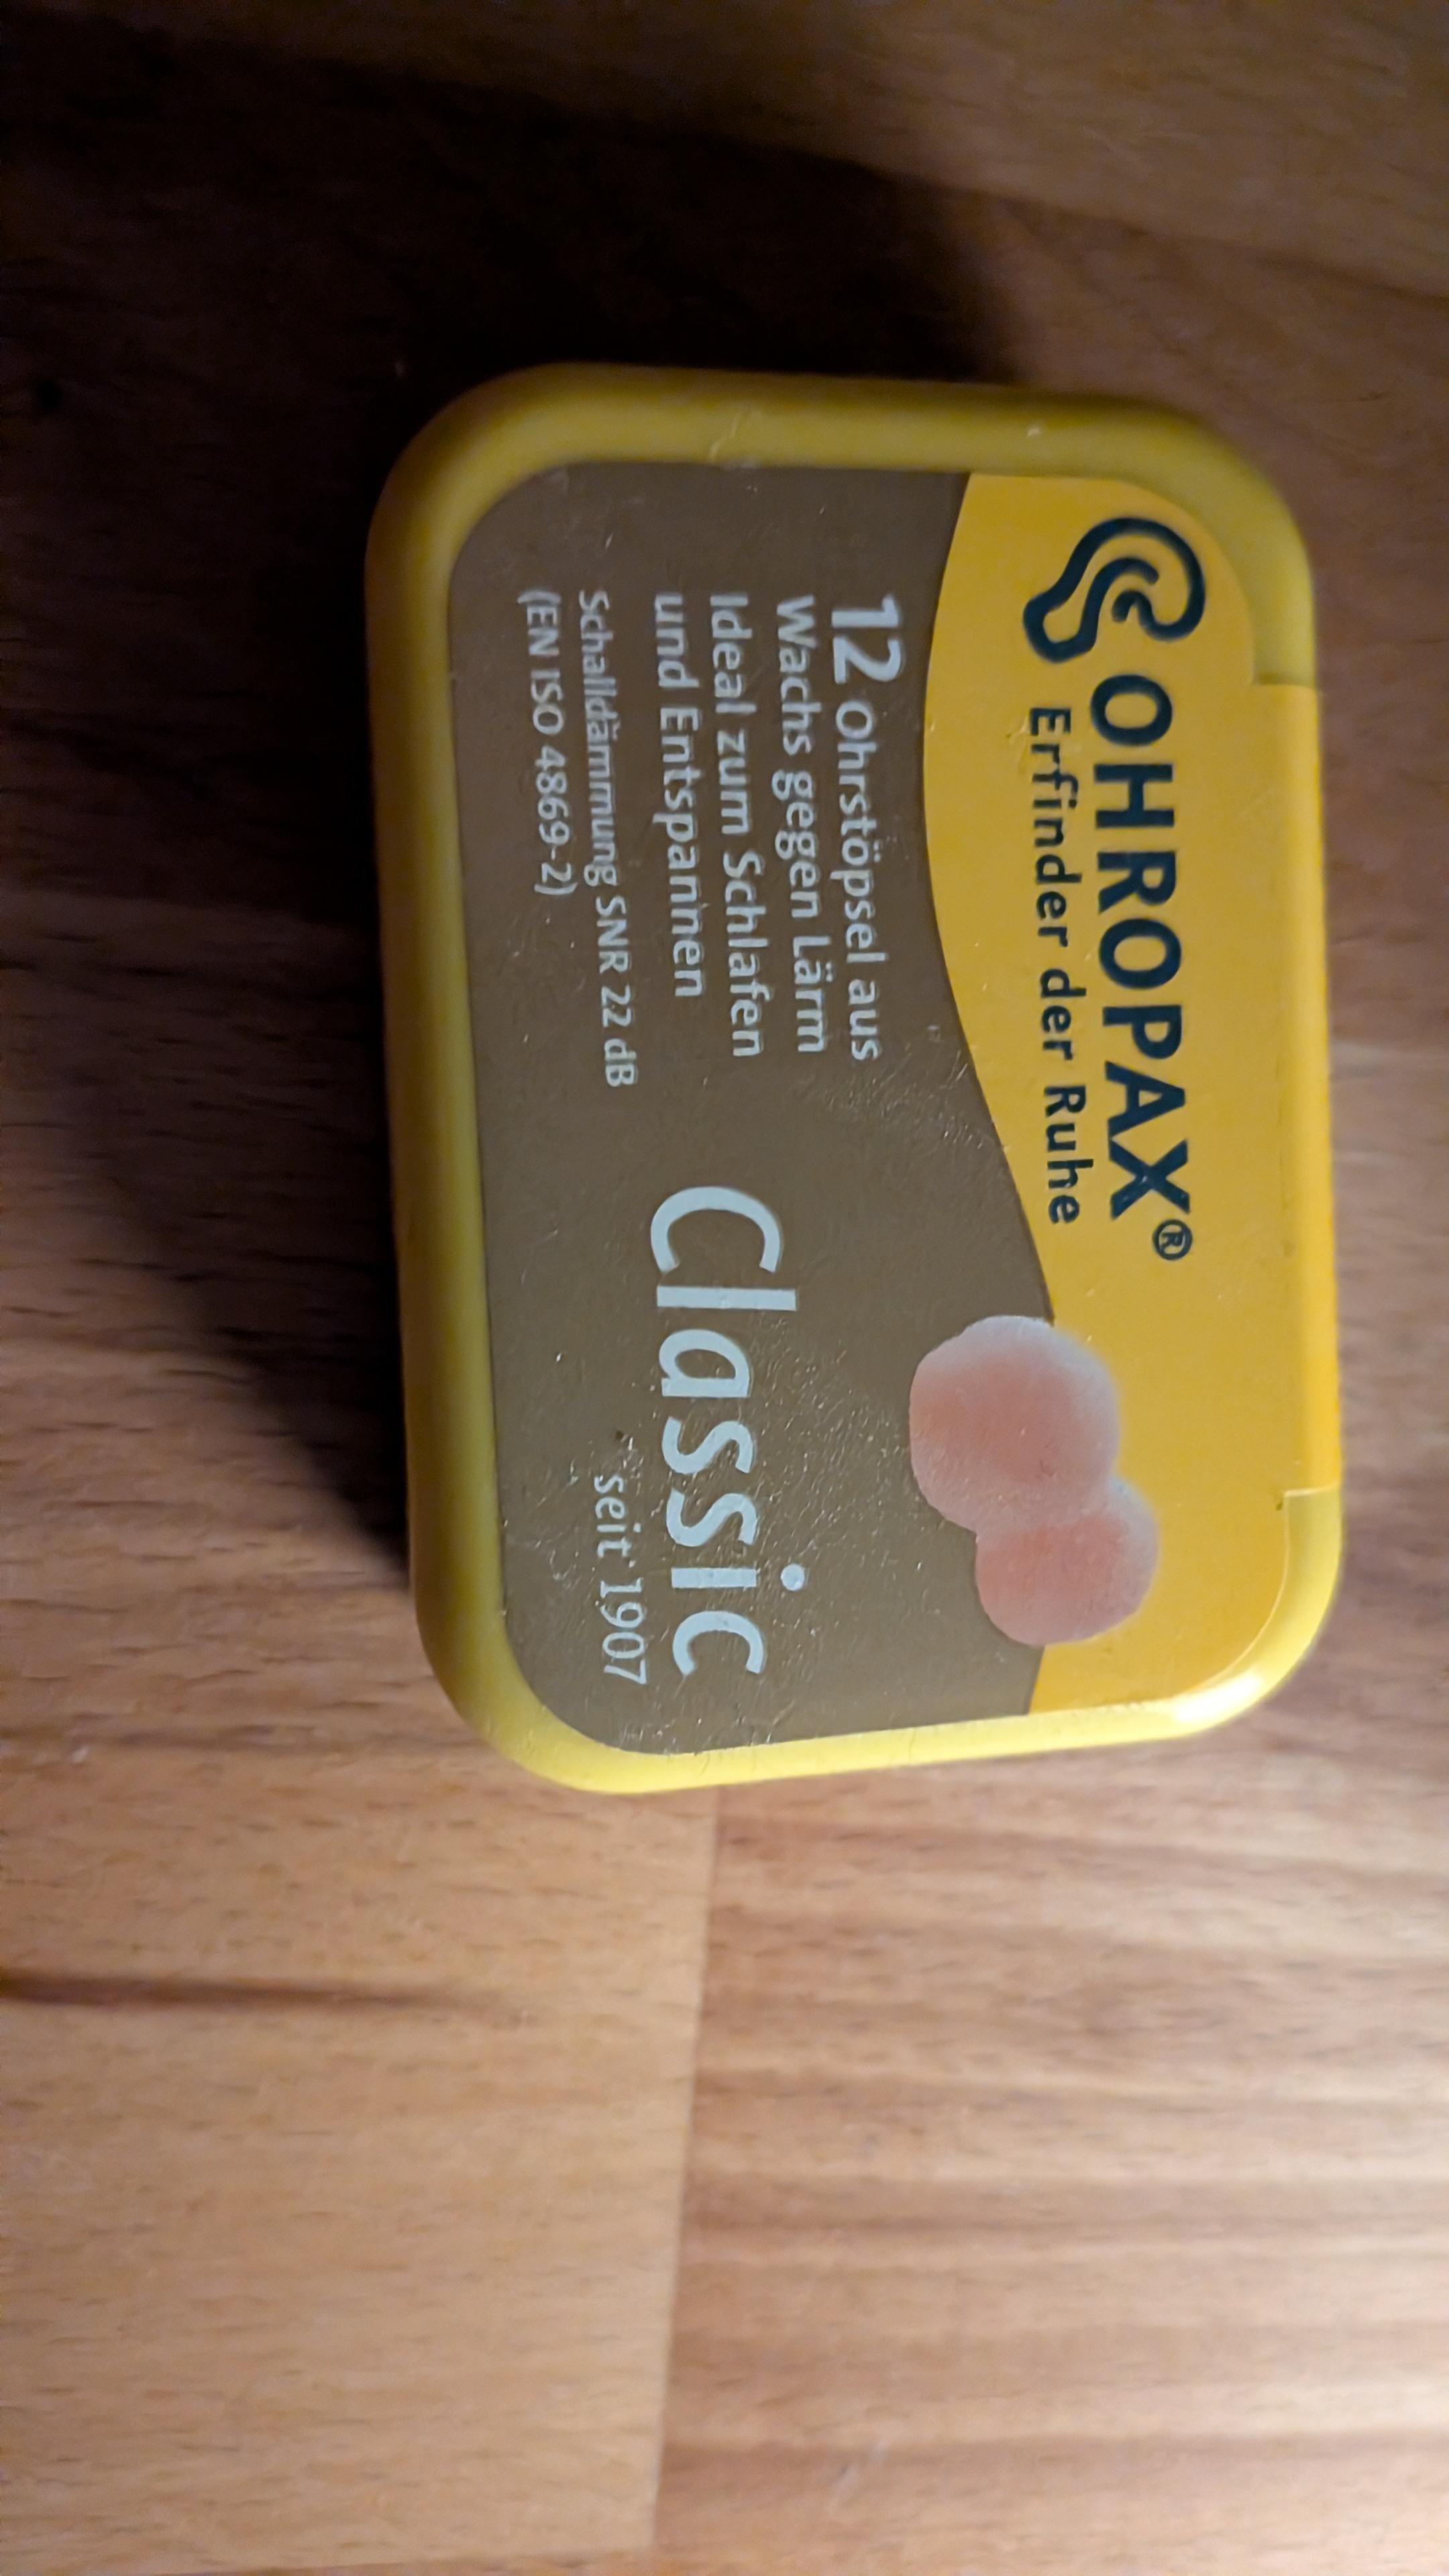 OHROPAX®
Erfinder der Ruhe
12 Ohrstöpsel aus
Wachs gegen Lärm
Ideal zum Schlafen
und Entspannen
Schalldämmung SNR 22 dB
(EN ISO 4869-2)
Classic
seit 1907